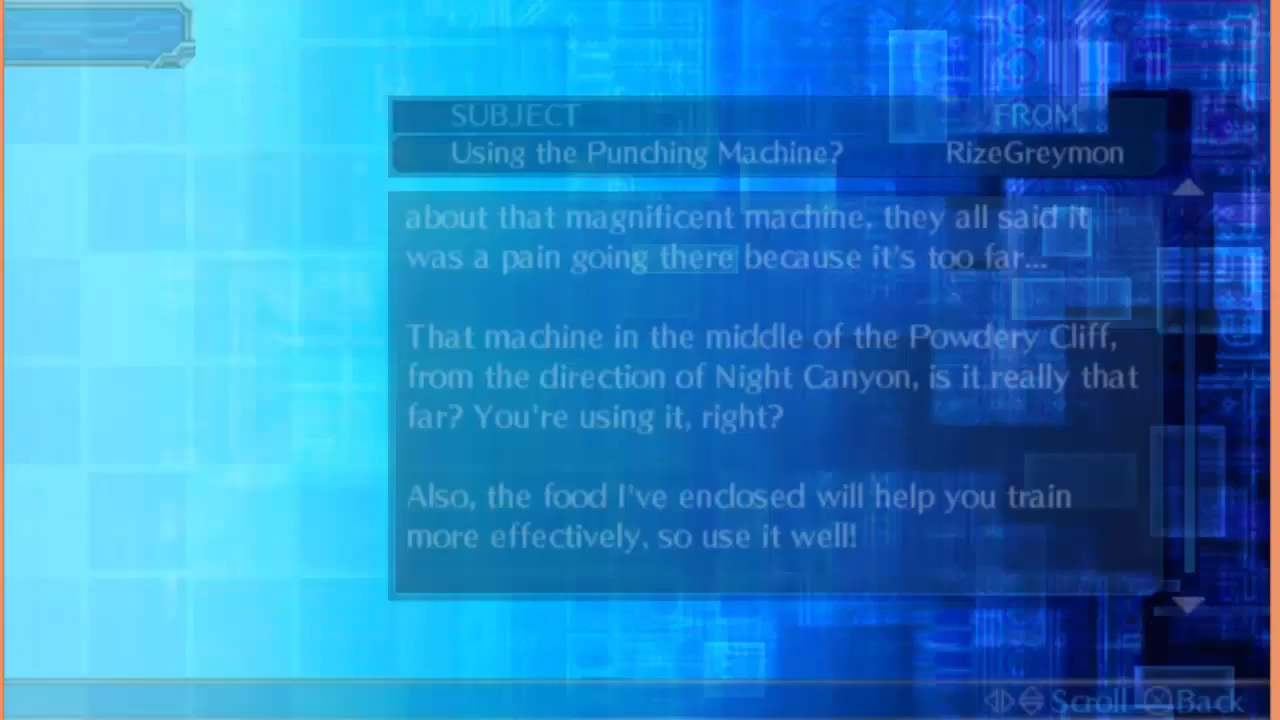 SUBJECT FROM
Using the Punching Machine? RizeGreymon
about that magnificent machine, they all said it
was a pain going there because it's too far...
That machine in the middle of the Powdery Cliff,
from the direction of Night Canyon, is it really that
far? You're using it, right?
Also, the food I've enclosed will help you train
more effectively, so use it well!
Scroll Back